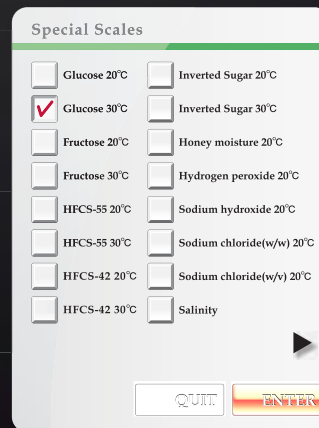 Special Scales
Glucose 20℃ Inverted Sugar 20℃
Glucose 30℃ Inverted Sugar 30℃
Fructose 20℃ Honey moisture 20℃
Fructose 30℃ Hydrogen peroxide 20℃
HFCS-55 20℃ Sodium hydroxide 20℃
HFCS-55 30℃ Sodium chloride(w/w) 20℃
HFCS-42 20℃ Sodium chloride(w/v) 20℃
HFCS-42 30℃ Salinity
QUIT ENTER